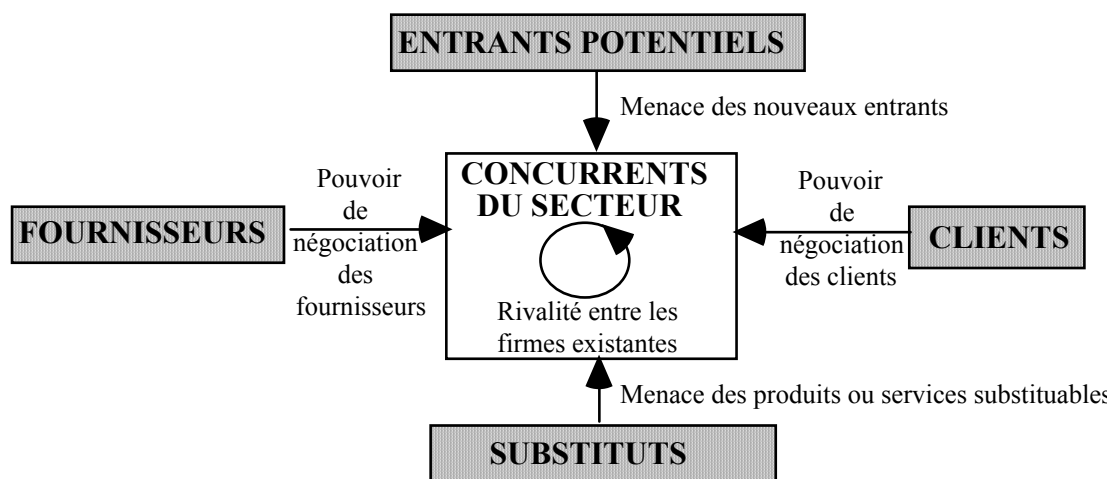 ENTRANTS POTENTIELS
Menace des nouveaux entrants
CONCURRENTS
DU SECTEUR
Pouvoir
de
négociation
des
fournisseurs
FOURNISSEURS
Pouvoir
de
négociation
des clients
CLIENTS
Rivalité entre les
firmes existantes
Menace des produits ou services substituables
SUBSTITUTS